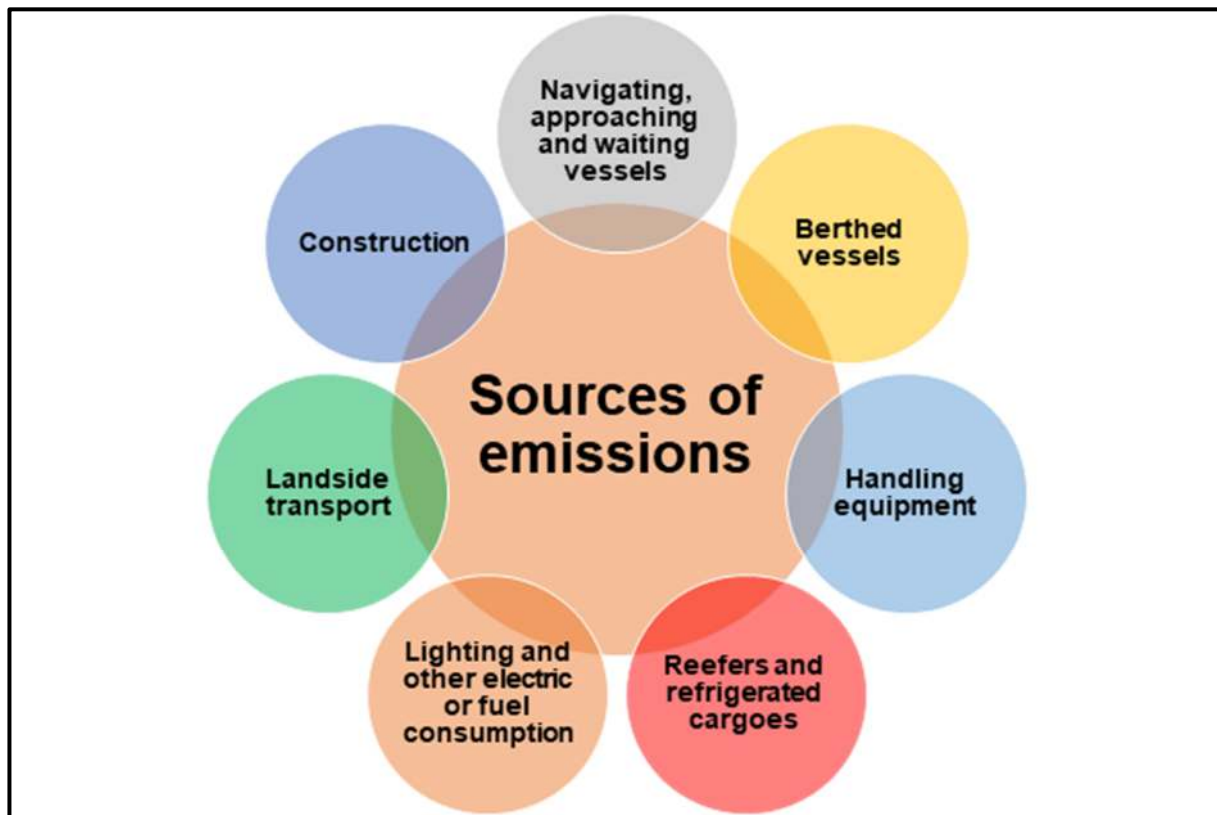 Navigating,
approaching
and waiting
vessels
Berthed
vessels
Construction
Sources of
emissions
Handling
equipment
Landside
transport
Reefers and
refrigerated
cargoes
Lighting and
other electric
or fuel
consumption